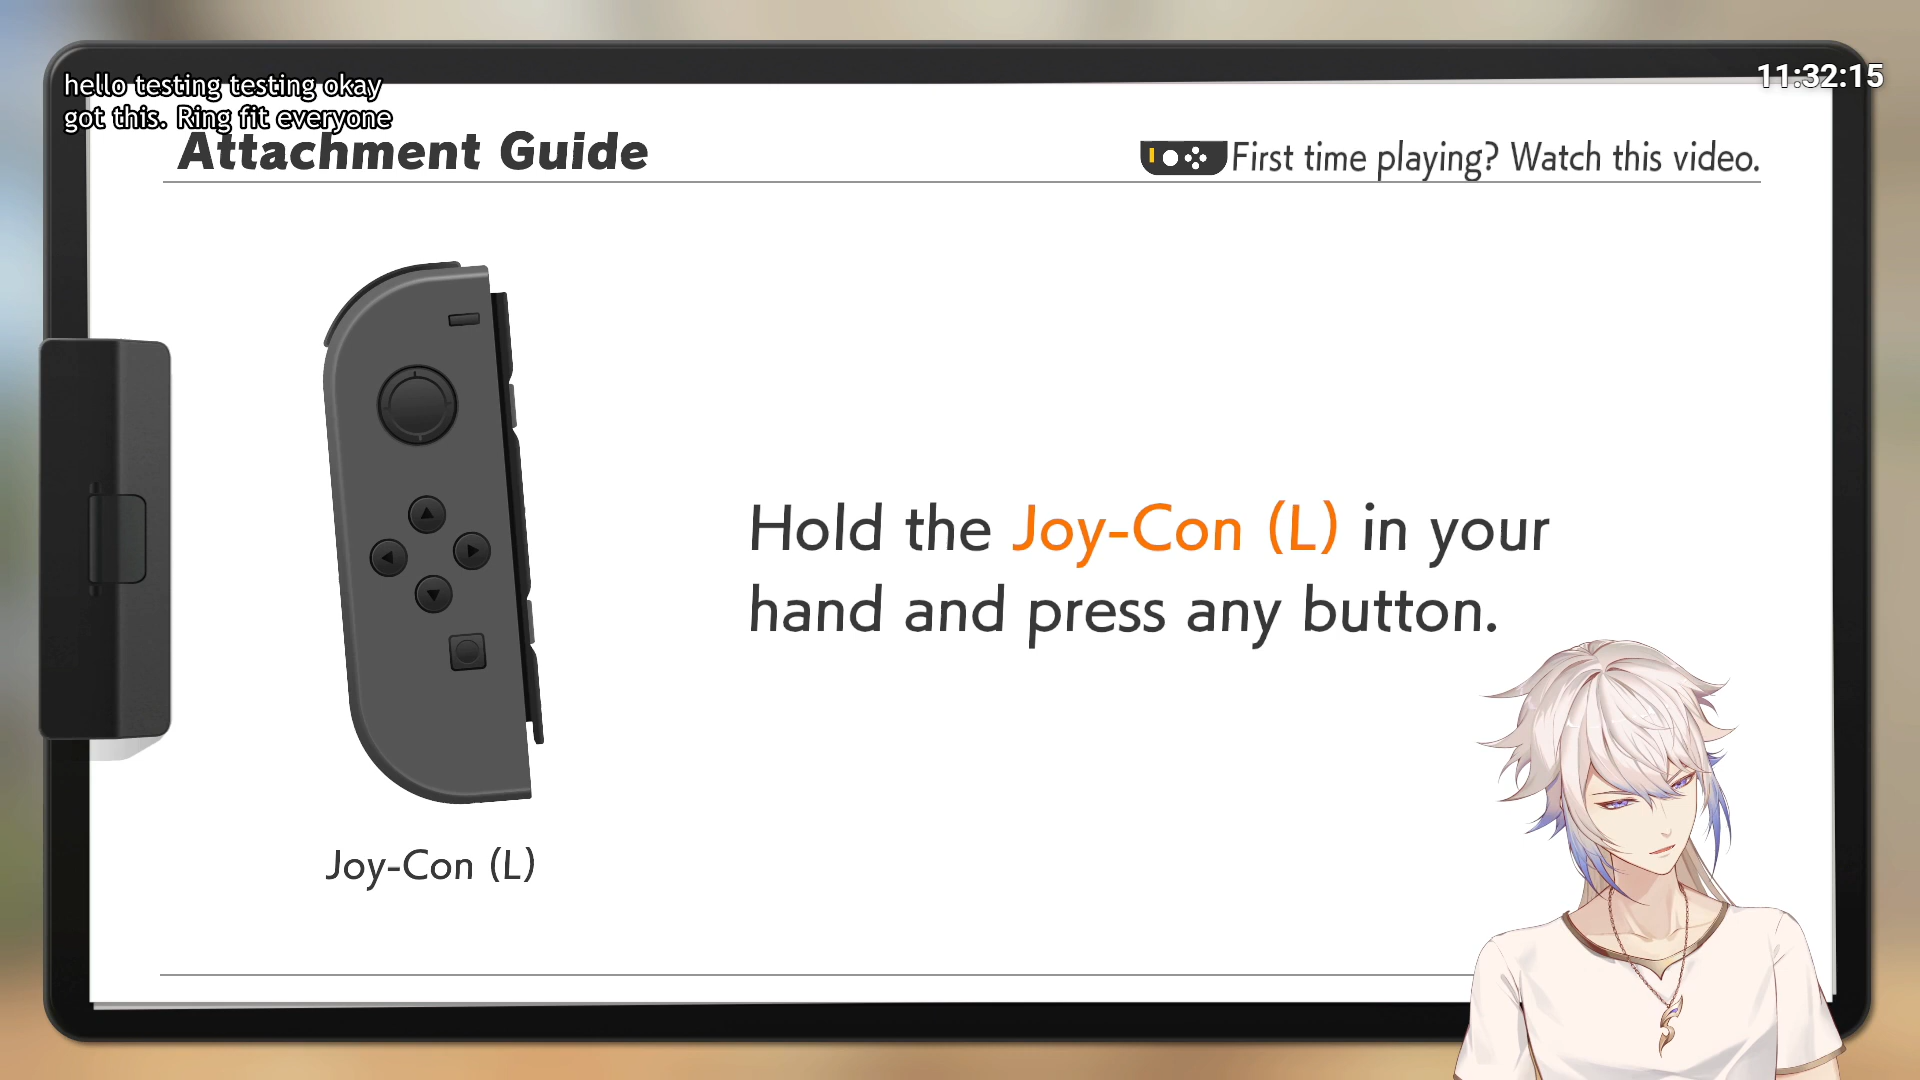 hello testing testing okay
got this. Ring fit everyone
11:32:15
Attachment Guide
First time playing? Watch this video.
Hold the Joy-Con (L) in your
hand and press any button.
Joy-Con (L)